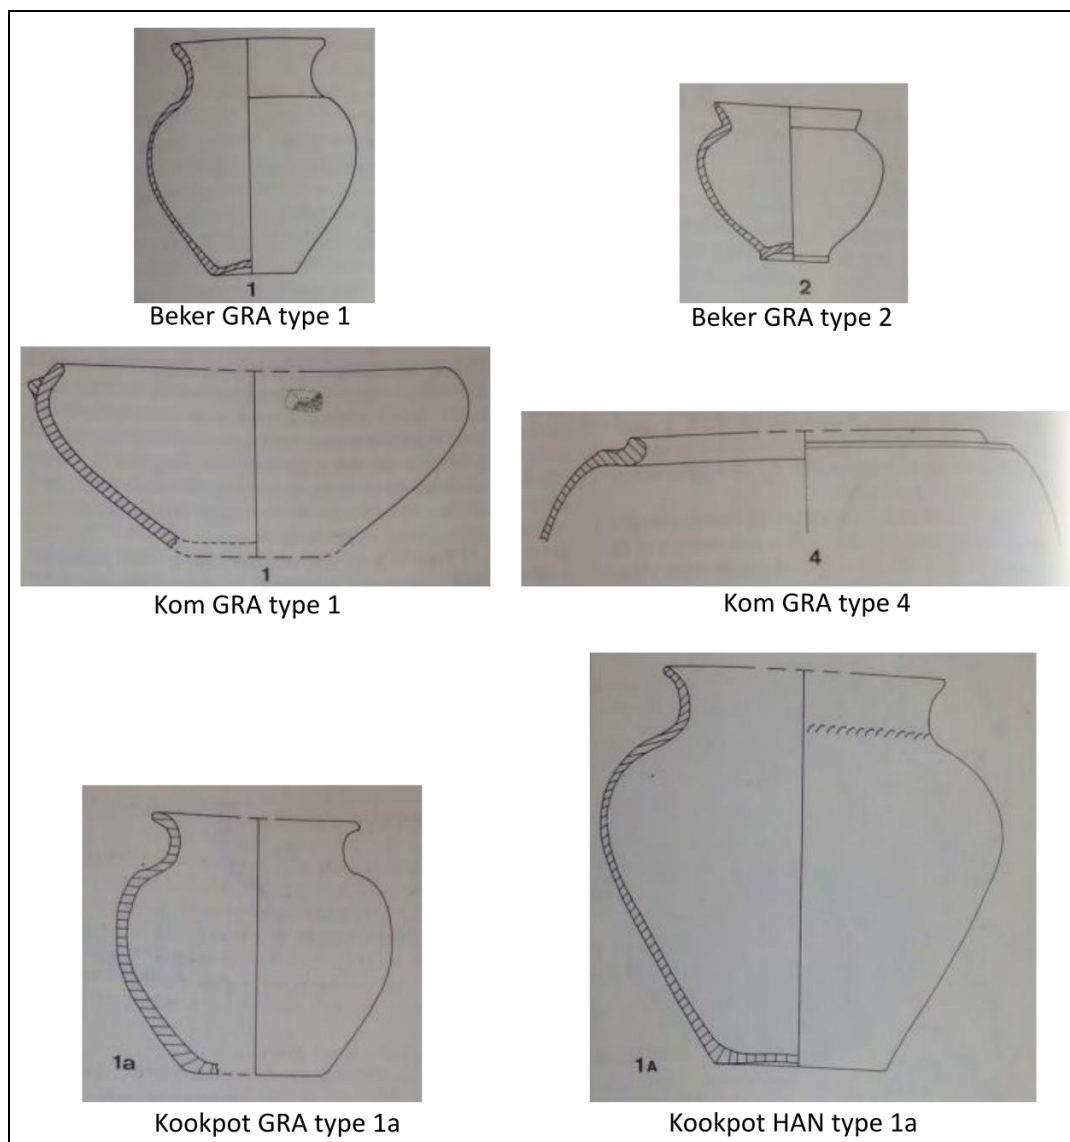 1
Beker GRA type 1
2
Beker GRA type 2
1
Kom GRA type 1
4
Kom GRA type 4
1a
Kookpot GRA type 1a
1A
Kookpot HAN type 1a